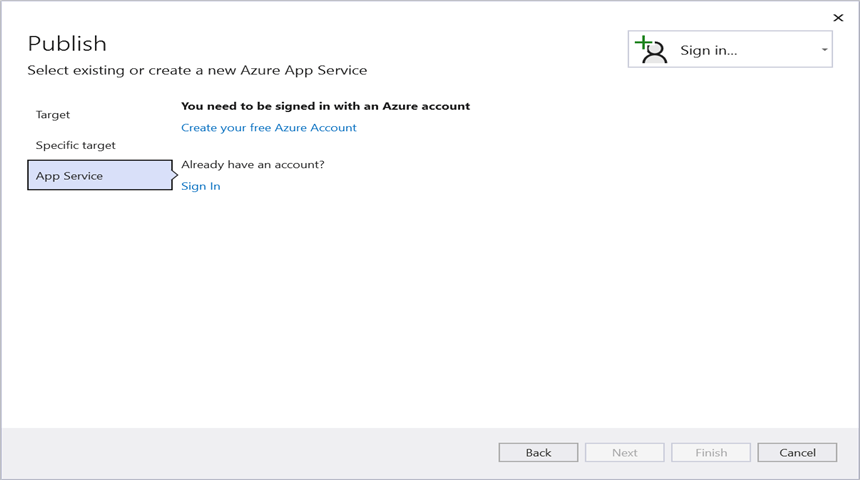 Publish
Select existing or create a new Azure App Service
Sign in...
Target
Specific target
App Service
You need to be signed in with an Azure account
Create your free Azure Account
Already have an account?
Sign In
Back
Next
Finish
Cancel